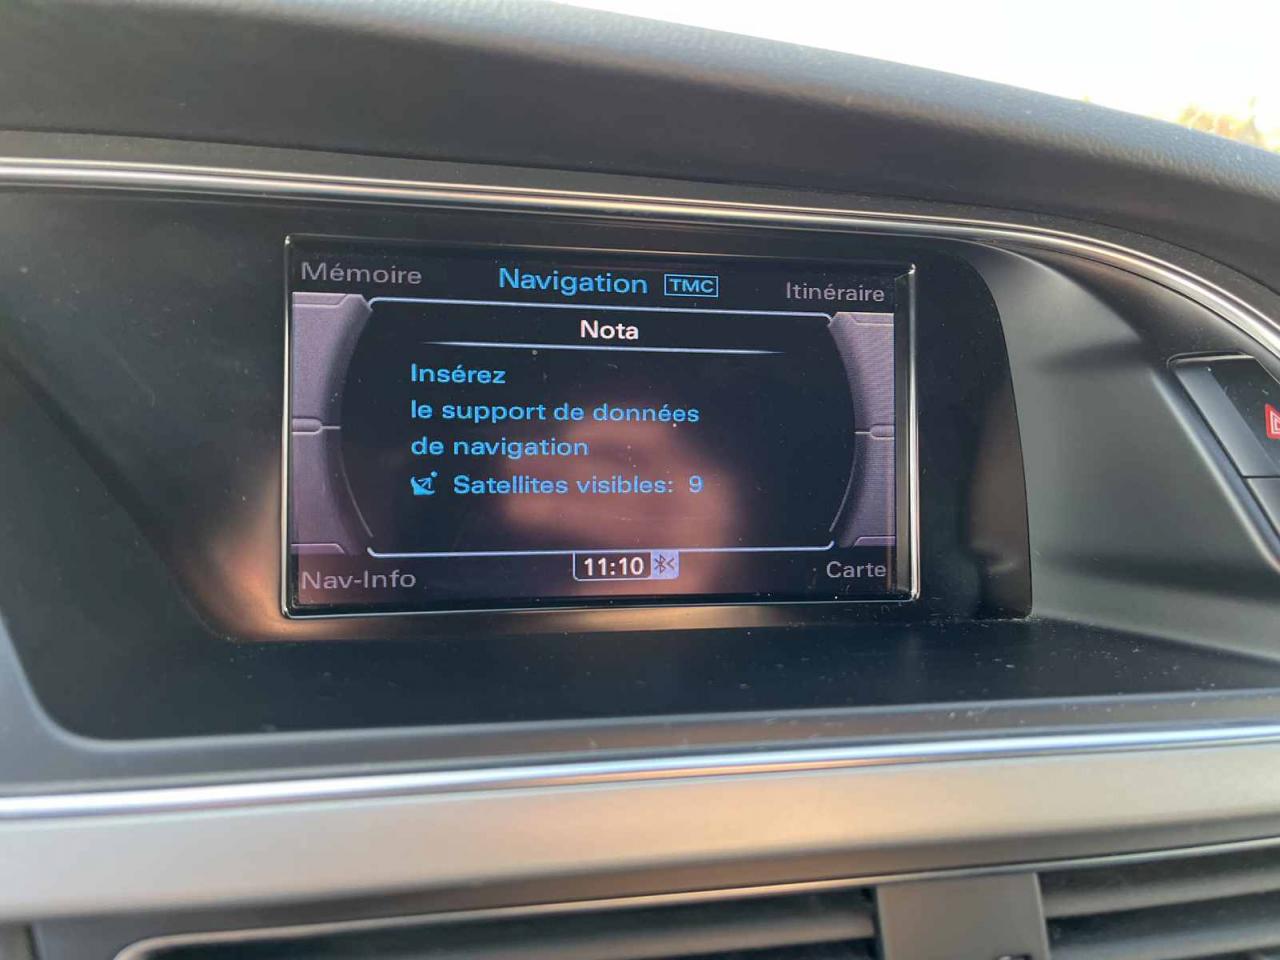 Mémoire
Navigation TMC
Itinéraire
Nota
Insérez
le support de données
de navigation
Satellites visibles: 9
Nav-Info
11:10
Carte